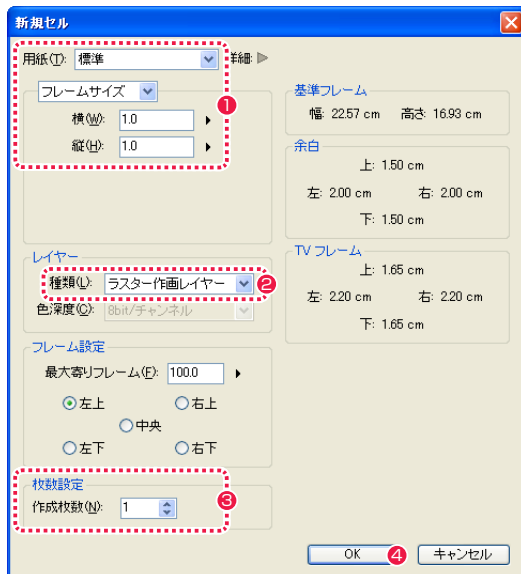 新規セル
用紙(T): 標準 詳細
フレームサイズ
横(W): 1.0
縦(H): 1.0
1
基準フレーム
幅: 22.57 cm 高さ: 16.93 cm
余白
上: 1.50 cm
左: 2.00 cm 右: 2.00 cm
下: 1.50 cm
レイヤー
種類(L): ラスター作画レイヤー
2
色深度(C): 8bit/チャンネル
TV フレーム
上: 1.65 cm
左: 2.20 cm 右: 2.20 cm
下: 1.65 cm
フレーム設定
最大寄りフレーム(F): 100.0
左上 右上
中央
左下 右下
枚数設定
作成枚数(N): 1
3
OK 4 キャンセル